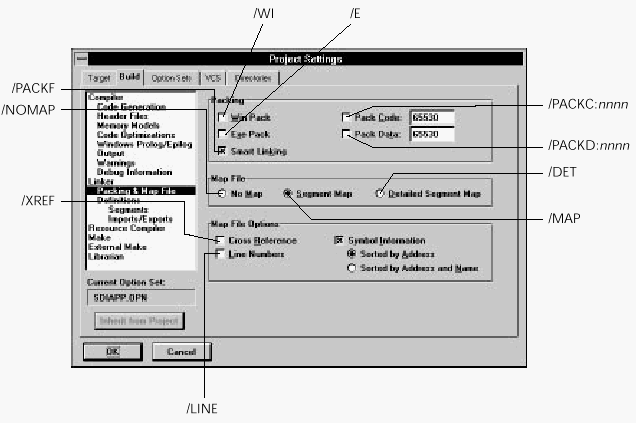 /WI /E
Project Settings
Target Build Option Sets VCS Directories
/PACKF
/NOMAP
/XREF
Compiler
Code Generation
Header Files
Memory Models
Code Optimizations
Windows Prolog/Epilog
Output
Warnings
Debug Information
Linker
Packing & Map File
Definitions
Segments
Imports/Exports
Resource Compiler
Make
External Make
Librarian
Current Option Set:
SDIAPP.OPN
Inherit from Project
OK Cancel
Packing
Win Pack Pack Code: 65530
Exe Pack Pack Data: 65530
Smart Linking
Map File
No Map Segment Map Detailed Segment Map
Map File Options
Cross Reference Symbol Information
Line Numbers Sorted by Address
Sorted by Address and Name
/PACKC:nnnn
/PACKD:nnnn
/DET
/MAP
/LINE